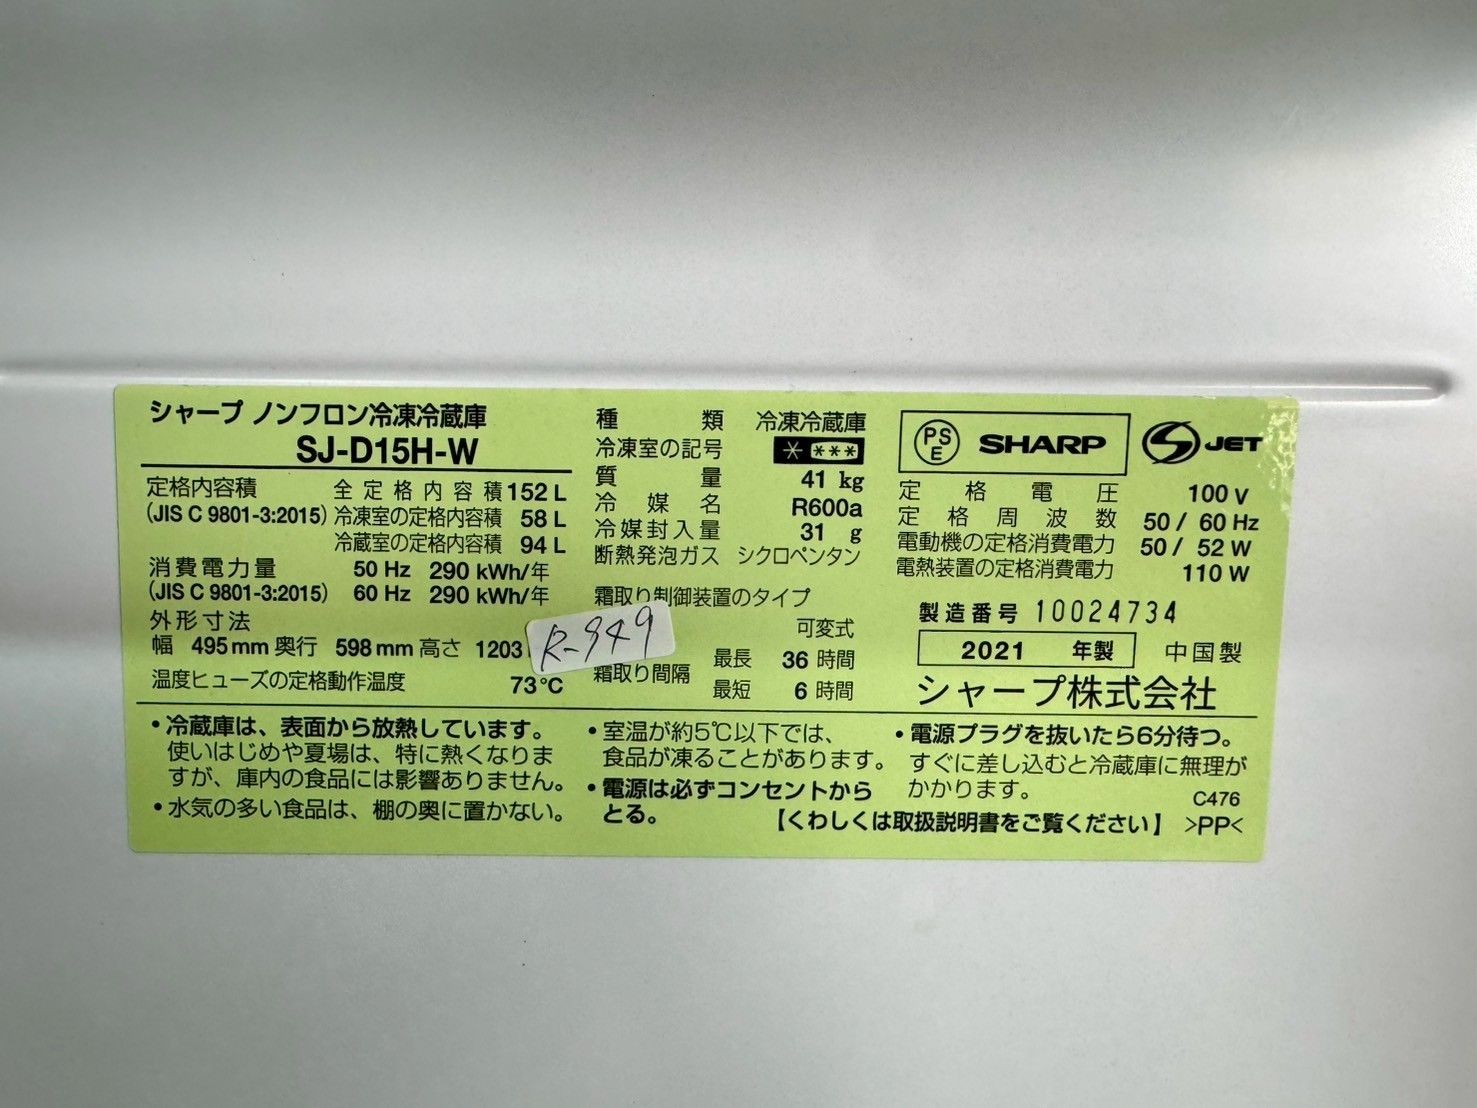 シャープ ノンフロン冷凍冷蔵庫
SJ-D15H-W
定格内容積 全定格内容積 152 L
(JIS C 9801-3:2015) 冷凍室の定格内容積 58 L
冷蔵室の定格内容積 94 L
消費電力量 50 Hz 290 kWh/年
(JIS C 9801-3:2015) 60 Hz 290 kWh/年
外形寸法
幅 495 mm 奥行 598 mm 高さ 1203
温度ヒューズの定格動作温度 73℃
種類 冷凍冷蔵庫
冷凍室の記号 * ***
質量 41 kg
冷媒名 R600a
冷媒封入量 31 g
断熱発泡ガス シクロペンタン
霜取り制御装置のタイプ
可変式
霜取り間隔 最長 36 時間
最短 6 時間
R-949
PSE SHARP JET
定格電圧 100 V
定格周波数 50 / 60 Hz
電動機の定格消費電力 50 / 52 W
電熱装置の定格消費電力 110 W
製造番号 10024734
2021 年製 中国製
シャープ株式会社
・冷蔵庫は、表面から放熱しています。
使いはじめや夏場は、特に熱くなりま
すが、庫内の食品には影響ありません。
・水気の多い食品は、棚の奥に置かない。
・室温が約5℃以下では、
食品が凍ることがあります。
・電源は必ずコンセントから
とる。
・電源プラグを抜いたら6分待つ。
すぐに差し込むと冷蔵庫に無理が
かかります。
C476
【くわしくは取扱説明書をご覧ください】 >PP<